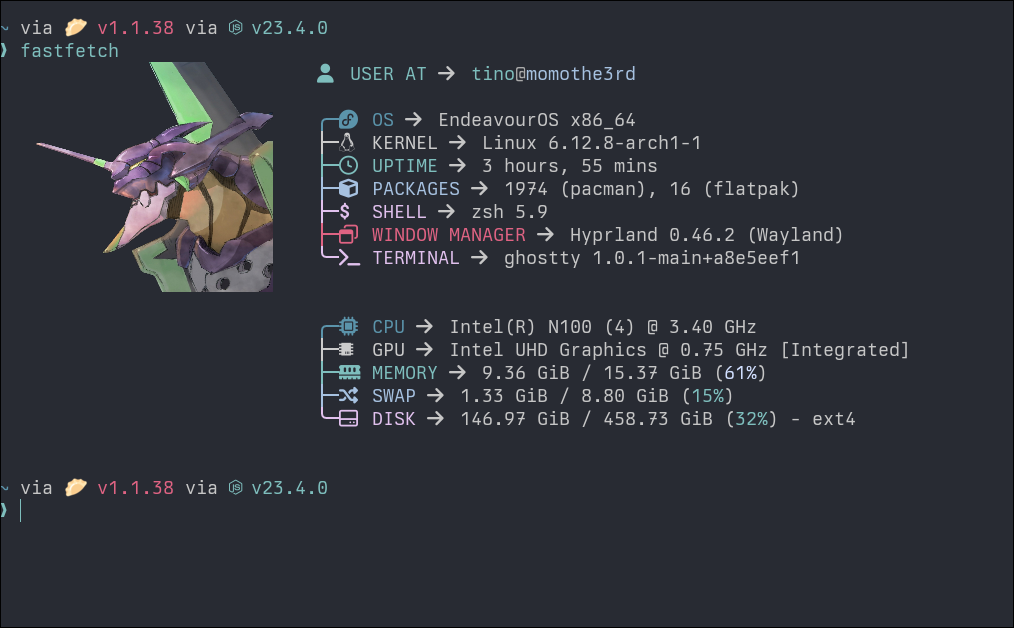 ~ via 🥟 v1.1.38 via v23.4.0
❯ fastfetch
USER AT → tino@momothe3rd
OS → EndeavourOS x86_64
KERNEL → Linux 6.12.8-arch1-1
UPTIME → 3 hours, 55 mins
PACKAGES → 1974 (pacman), 16 (flatpak)
$ SHELL → zsh 5.9
WINDOW MANAGER → Hyprland 0.46.2 (Wayland)
>_ TERMINAL → ghostty 1.0.1-main+a8e5eef1
CPU → Intel(R) N100 (4) @ 3.40 GHz
GPU → Intel UHD Graphics @ 0.75 GHz [Integrated]
MEMORY → 9.36 GiB / 15.37 GiB (61%)
SWAP → 1.33 GiB / 8.80 GiB (15%)
DISK → 146.97 GiB / 458.73 GiB (32%) - ext4
~ via 🥟 v1.1.38 via v23.4.0
❯